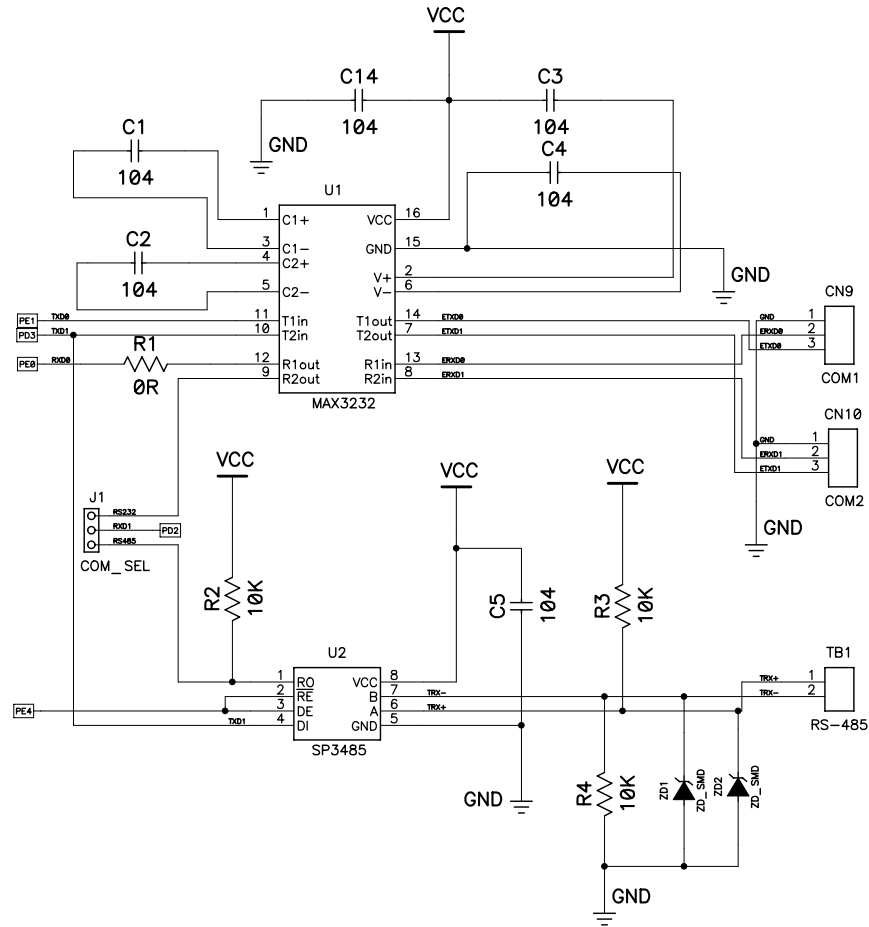 VCC
C14
104
C3
104
GND
C1
104
C4
104
U1
1 C1+ VCC 16
3 C1- GND 15
4 C2+
C2
104
V+ 2
5 C2- V- 6
GND
PE1 TXD0 11 T1in T1out 14 ETXD0
PD3 TXD1 10 T2in T2out 7 ETXD1
R1
0R
PE0 RXD0 12 R1out R1in 13 ERXD0
9 R2out R2in 8 ERXD1
MAX3232
CN9
GND 1
ERXD0 2
ETXD0 3
COM1
CN10
GND 1
ERXD1 2
ETXD1 3
COM2
GND
VCC
VCC
VCC
J1
RS232
RXD1 PD2
RS485
COM_SEL
R2
10K
C5
104
R3
10K
U2
1 RO VCC 8
2 RE B 7 TRX-
PE4 3 DE A 6 TRX+
TXD1 4 DI GND 5
SP3485
TB1
TRX+ 1
TRX- 2
RS-485
GND
R4
10K
ZD1
ZD_SMD
ZD2
ZD_SMD
GND